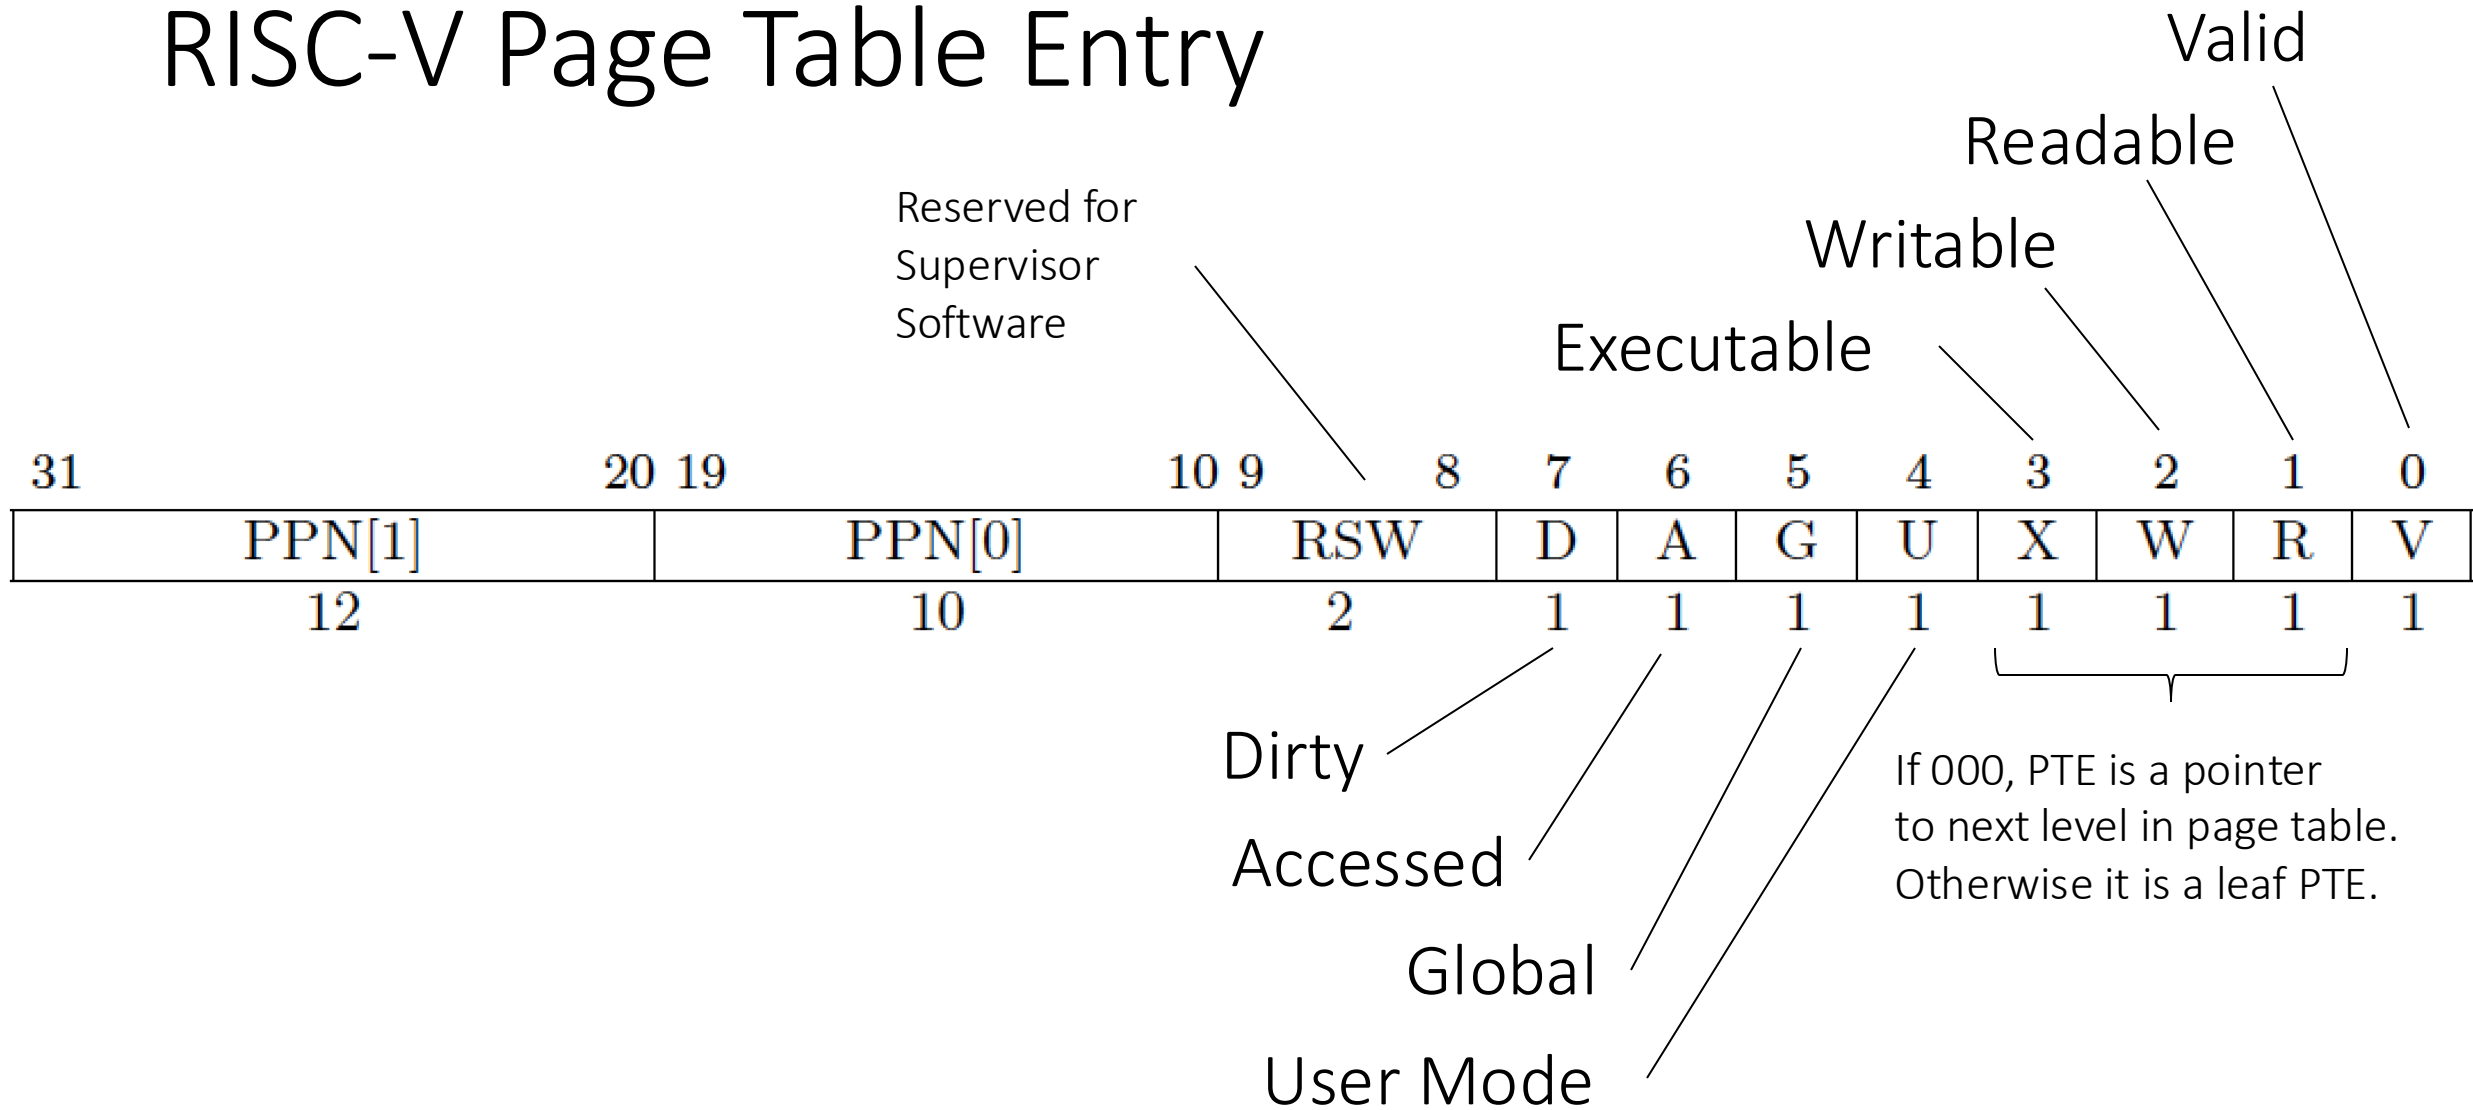 RISC-V Page Table Entry
Valid
Readable
Writable
Executable
Reserved for
Supervisor
Software
31 20 19 10 9 8 7 6 5 4 3 2 1 0
PPN[1] PPN[0] RSW D A G U X W R V
12 10 2 1 1 1 1 1 1 1 1
Dirty
Accessed
Global
User Mode
If 000, PTE is a pointer
to next level in page table.
Otherwise it is a leaf PTE.